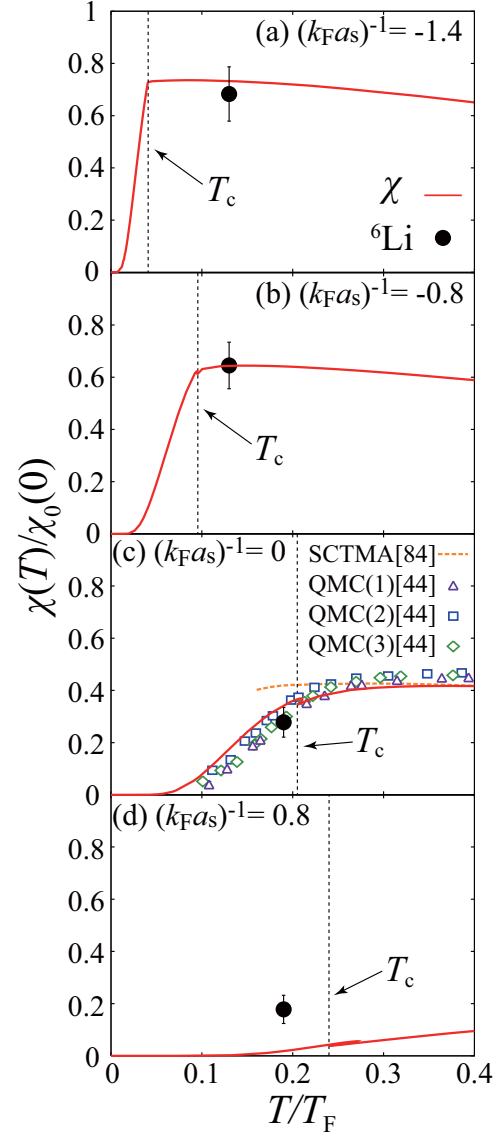 (a) (kFas)⁻¹= -1.4
1
0.8
0.6
0.4
0.2
0
Tc
χ
⁶Li
(b) (kFas)⁻¹= -0.8
0.8
0.6
0.4
0.2
0
Tc
χ(T)/χ₀(0)
(c) (kFas)⁻¹= 0
SCTMA[84]
QMC(1)[44]
QMC(2)[44]
QMC(3)[44]
0.8
0.6
0.4
0.2
0
Tc
(d) (kFas)⁻¹= 0.8
0.8
0.6
0.4
0.2
0
Tc
0 0.1 0.2 0.3 0.4
T/TF